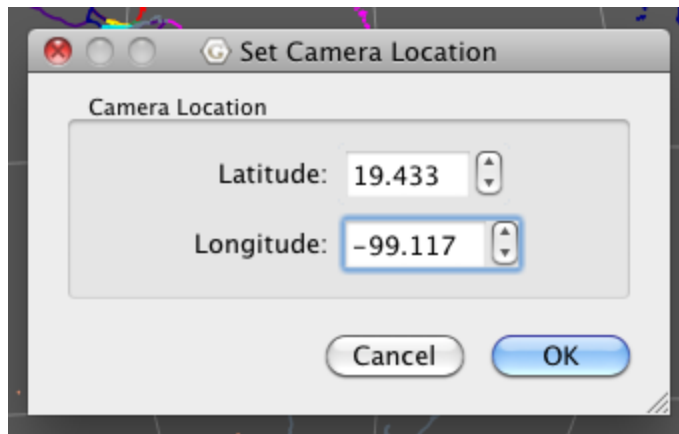 Set Camera Location
Camera Location
Latitude: 19.433
Longitude: -99.117
Cancel OK